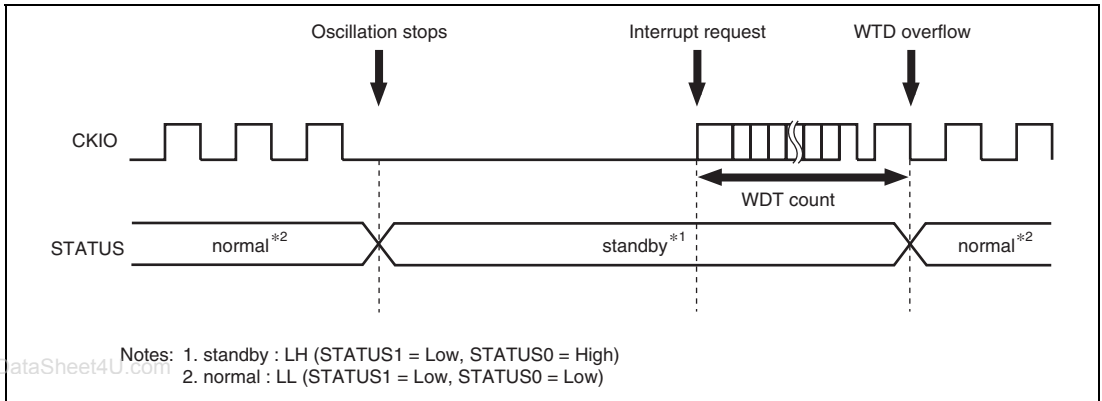 Oscillation stops Interrupt request WTD overflow
CKIO
WDT count
STATUS normal*2 standby*1 normal*2
Notes: 1. standby : LH (STATUS1 = Low, STATUS0 = High)
2. normal : LL (STATUS1 = Low, STATUS0 = Low)
DataSheet4U.com